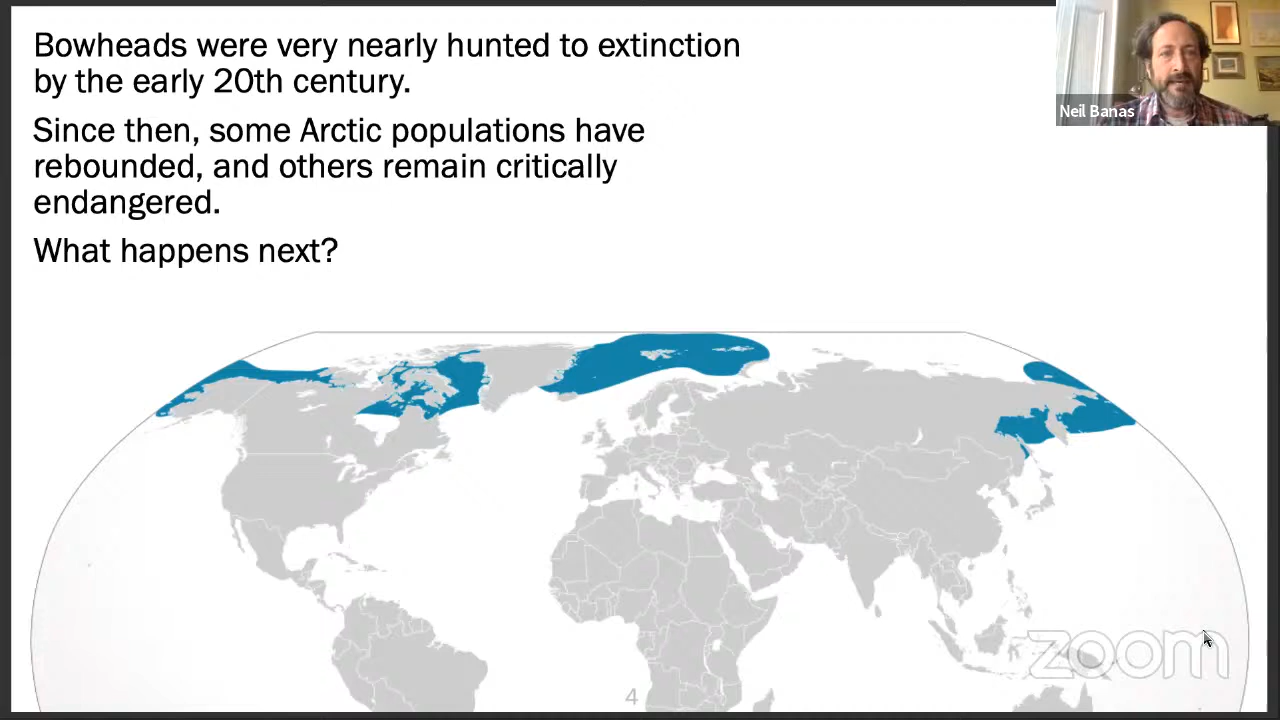 Bowheads were very nearly hunted to extinction
by the early 20th century.
Since then, some Arctic populations have
rebounded, and others remain critically
endangered.
What happens next?
Neil Banas
zoom
4